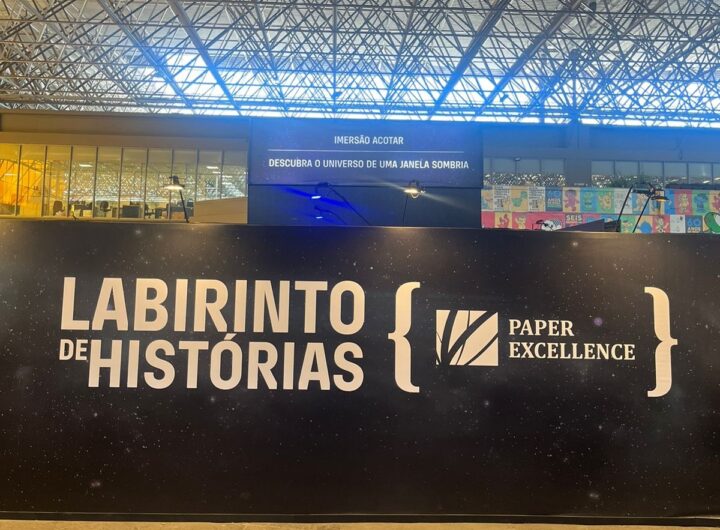 IMERSÃO ACOTAR
DESCUBRA O UNIVERSO DE UMA JANELA SOMBRIA
LABIRINTO
DE HISTÓRIAS
{ PAPER
EXCELLENCE }